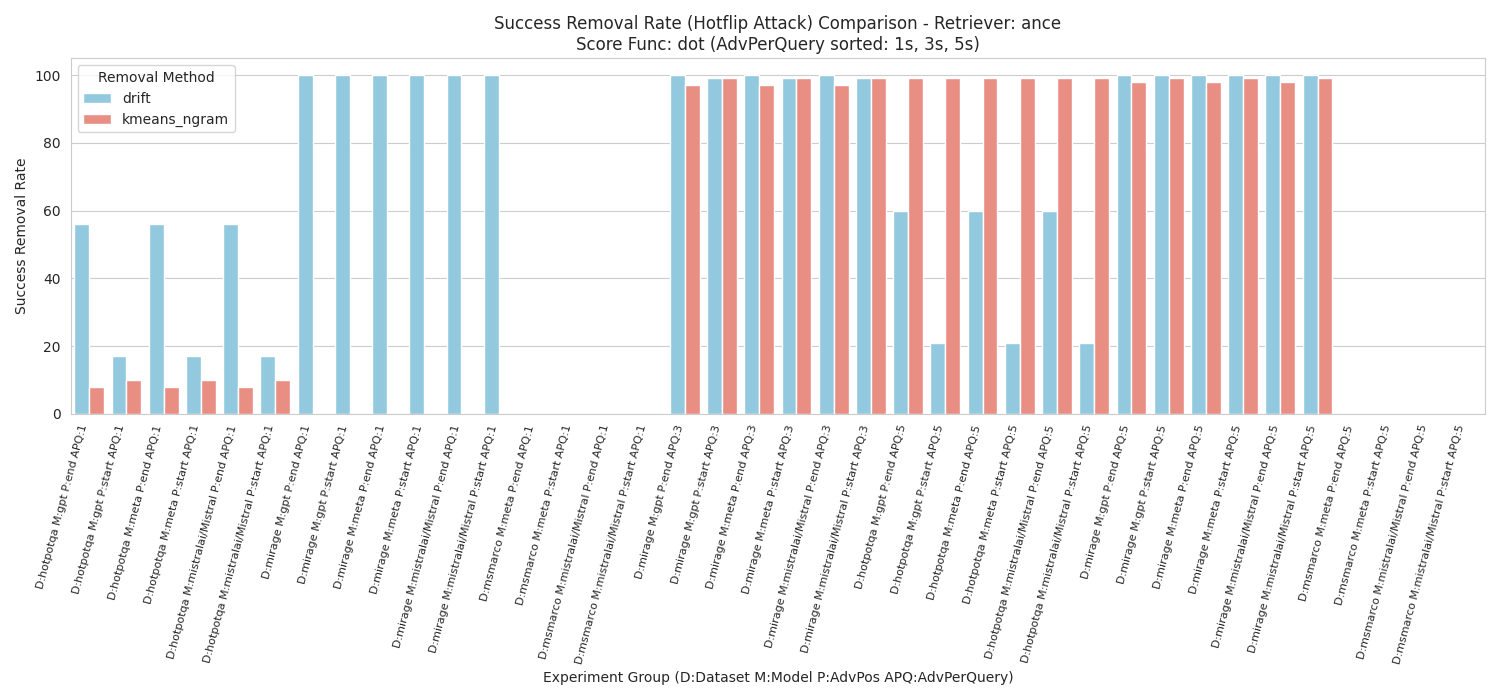 Success Removal Rate (Hotflip Attack) Comparison - Retriever: ance
Score Func: dot (AdvPerQuery sorted: 1s, 3s, 5s)
Removal Method
drift
kmeans_ngram
Success Removal Rate
100
80
60
40
20
0
D:hotpotqa M:gpt P:end APQ:1
D:hotpotqa M:gpt P:start APQ:1
D:hotpotqa M:meta P:end APQ:1
D:hotpotqa M:meta P:start APQ:1
D:hotpotqa M:mistralai/Mistral P:end APQ:1
D:hotpotqa M:mistralai/Mistral P:start APQ:1
D:mirage M:gpt P:end APQ:1
D:mirage M:gpt P:start APQ:1
D:mirage M:meta P:end APQ:1
D:mirage M:meta P:start APQ:1
D:mirage M:mistralai/Mistral P:end APQ:1
D:mirage M:mistralai/Mistral P:start APQ:1
D:msmarco M:meta P:end APQ:1
D:msmarco M:meta P:start APQ:1
D:msmarco M:mistralai/Mistral P:end APQ:1
D:msmarco M:mistralai/Mistral P:start APQ:1
D:mirage M:gpt P:end APQ:3
D:mirage M:gpt P:start APQ:3
D:mirage M:meta P:end APQ:3
D:mirage M:meta P:start APQ:3
D:mirage M:mistralai/Mistral P:end APQ:3
D:mirage M:mistralai/Mistral P:start APQ:3
D:hotpotqa M:gpt P:end APQ:5
D:hotpotqa M:gpt P:start APQ:5
D:hotpotqa M:meta P:end APQ:5
D:hotpotqa M:meta P:start APQ:5
D:hotpotqa M:mistralai/Mistral P:end APQ:5
D:hotpotqa M:mistralai/Mistral P:start APQ:5
D:mirage M:gpt P:end APQ:5
D:mirage M:gpt P:start APQ:5
D:mirage M:meta P:end APQ:5
D:mirage M:meta P:start APQ:5
D:mirage M:mistralai/Mistral P:end APQ:5
D:mirage M:mistralai/Mistral P:start APQ:5
D:msmarco M:meta P:end APQ:5
D:msmarco M:meta P:start APQ:5
D:msmarco M:mistralai/Mistral P:end APQ:5
D:msmarco M:mistralai/Mistral P:start APQ:5
Experiment Group (D:Dataset M:Model P:AdvPos APQ:AdvPerQuery)